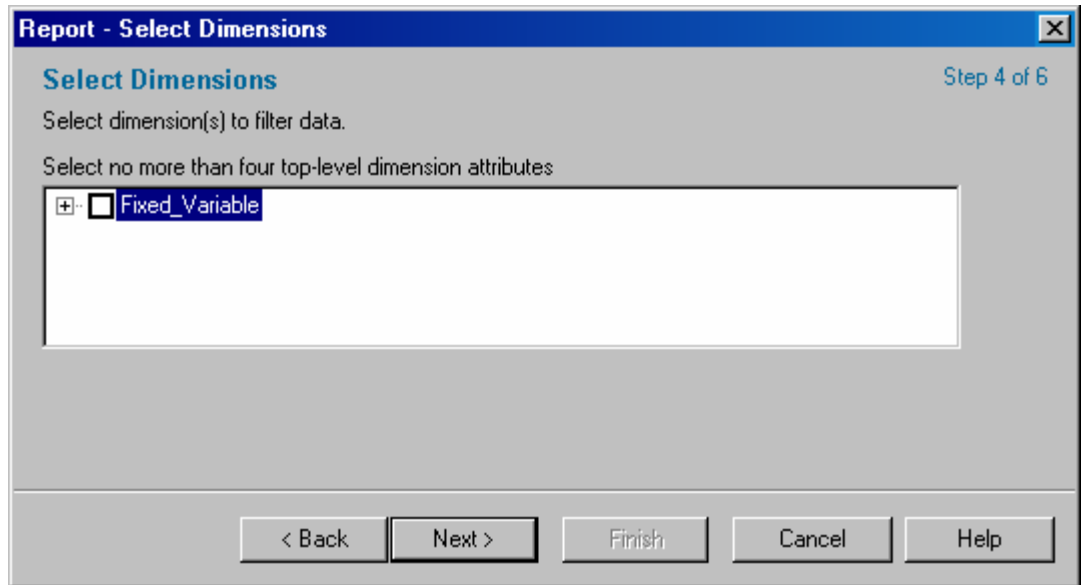 Report - Select Dimensions
Select Dimensions
Step 4 of 6
Select dimension(s) to filter data.
Select no more than four top-level dimension attributes
Fixed_Variable
< Back
Next >
Finish
Cancel
Help